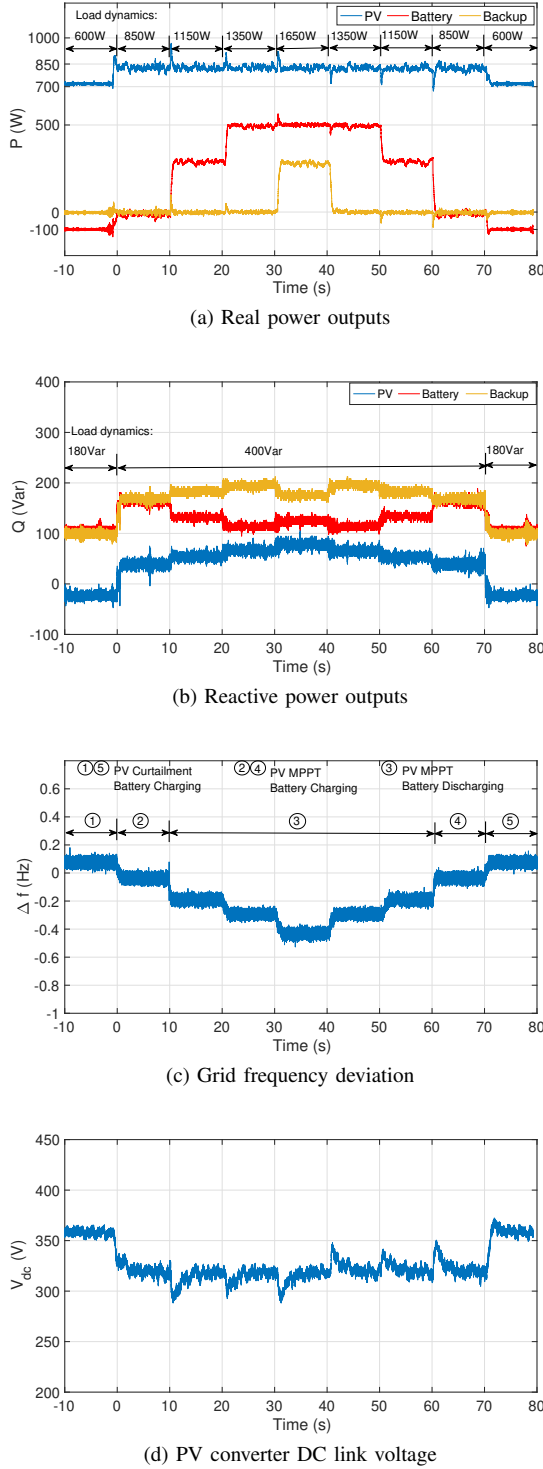 Load dynamics:
PV Battery Backup
600W 850W 1150W 1350W 1650W 1350W 1150W 850W 600W
1000
850
700
500
0
-100
P (W)
-10 0 10 20 30 40 50 60 70 80
Time (s)
(a) Real power outputs
400
300
200
100
0
-100
Q (Var)
PV Battery Backup
Load dynamics:
180Var 400Var 180Var
-10 0 10 20 30 40 50 60 70 80
Time (s)
(b) Reactive power outputs
① ⑤ PV Curtailment
Battery Charging
② ④ PV MPPT
Battery Charging
③ PV MPPT
Battery Discharging
① ② ③ ④ ⑤
0.6
0.4
0.2
0
-0.2
-0.4
-0.6
-0.8
-1
Δ f (Hz)
-10 0 10 20 30 40 50 60 70 80
Time (s)
(c) Grid frequency deviation
450
400
350
300
250
200
Vdc (V)
-10 0 10 20 30 40 50 60 70 80
Time (s)
(d) PV converter DC link voltage